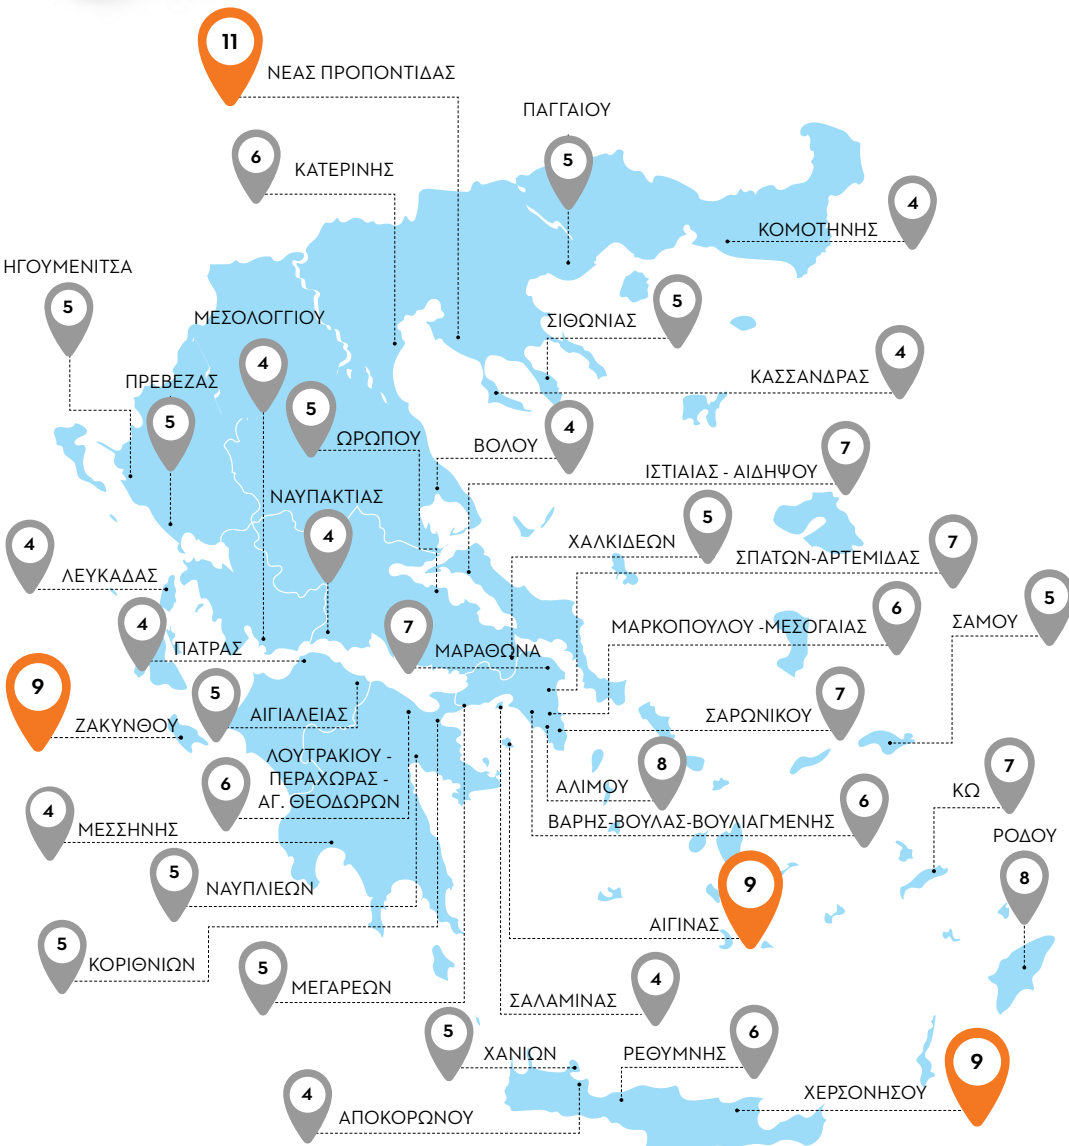 11
ΝΕΑΣ ΠΡΟΠΟΝΤΙΔΑΣ
ΠΑΓΓΑΙΟΥ
5
6
ΚΑΤΕΡΙΝΗΣ
4
ΚΟΜΟΤΗΝΗΣ
ΗΓΟΥΜΕΝΙΤΣΑ
5
5
ΣΙΘΩΝΙΑΣ
ΜΕΣΟΛΟΓΓΙΟΥ
4
4
ΚΑΣΣΑΝΔΡΑΣ
ΠΡΕΒΕΖΑΣ
5
5
ΩΡΩΠΟΥ
4
ΒΟΛΟΥ
7
ΙΣΤΙΑΙΑΣ - ΑΙΔΗΨΟΥ
ΝΑΥΠΑΚΤΙΑΣ
4
5
ΧΑΛΚΙΔΕΩΝ
7
ΣΠΑΤΩΝ-ΑΡΤΕΜΙΔΑΣ
4
ΛΕΥΚΑΔΑΣ
5
ΣΑΜΟΥ
6
ΜΑΡΚΟΠΟΥΛΟΥ -ΜΕΣΟΓΑΙΑΣ
4
ΠΑΤΡΑΣ
7
ΜΑΡΑΘΩΝΑ
9
ΖΑΚΥΝΘΟΥ
5
ΑΙΓΙΑΛΕΙΑΣ
7
ΣΑΡΩΝΙΚΟΥ
6
ΛΟΥΤΡΑΚΙΟΥ -
ΠΕΡΑΧΩΡΑΣ -
ΑΓ. ΘΕΟΔΩΡΩΝ
8
ΑΛΙΜΟΥ
7
ΚΩ
6
ΒΑΡΗΣ-ΒΟΥΛΑΣ-ΒΟΥΛΙΑΓΜΕΝΗΣ
4
ΜΕΣΣΗΝΗΣ
ΡΟΔΟΥ
8
5
ΝΑΥΠΛΙΕΩΝ
9
ΑΙΓΙΝΑΣ
5
ΚΟΡΙΘΝΙΩΝ
5
ΜΕΓΑΡΕΩΝ
4
ΣΑΛΑΜΙΝΑΣ
5
ΧΑΝΙΩΝ
6
ΡΕΘΥΜΝΗΣ
9
ΧΕΡΣΟΝΗΣΟΥ
4
ΑΠΟΚΟΡΩΝΟΥ